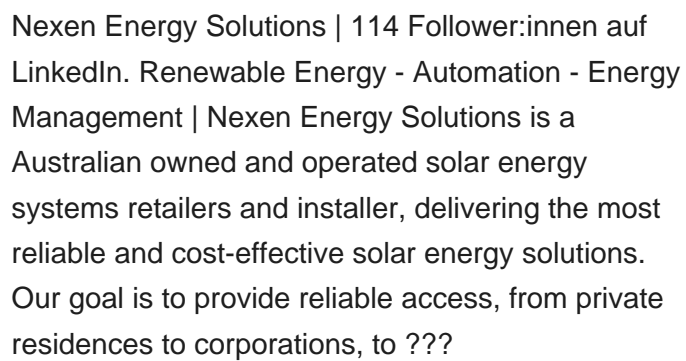 Nexen Energy Solutions | 114 Follower:innen auf
LinkedIn. Renewable Energy - Automation - Energy
Management | Nexen Energy Solutions is a
Australian owned and operated solar energy
systems retailers and installer, delivering the most
reliable and cost-effective solar energy solutions.
Our goal is to provide reliable access, from private
residences to corporations, to ???